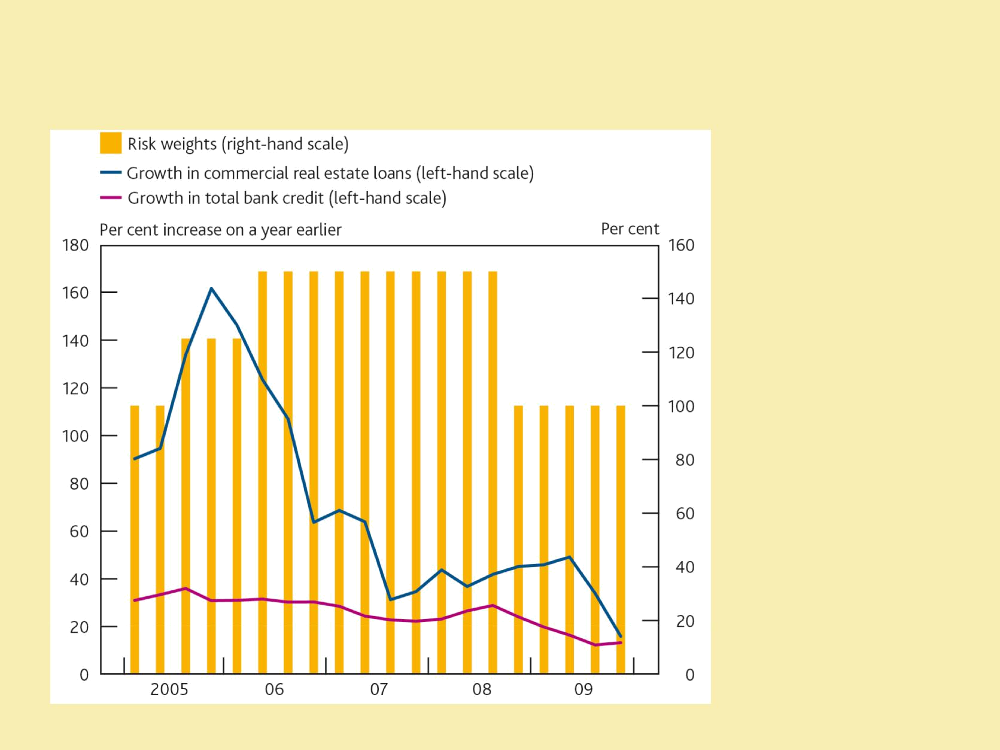 Risk weights (right-hand scale)
Growth in commercial real estate loans (left-hand scale)
Growth in total bank credit (left-hand scale)
Per cent increase on a year earlier Per cent
180 160
160 140
140 120
120 100
100 80
80 60
60 40
40 20
20 0
0
2005 06 07 08 09